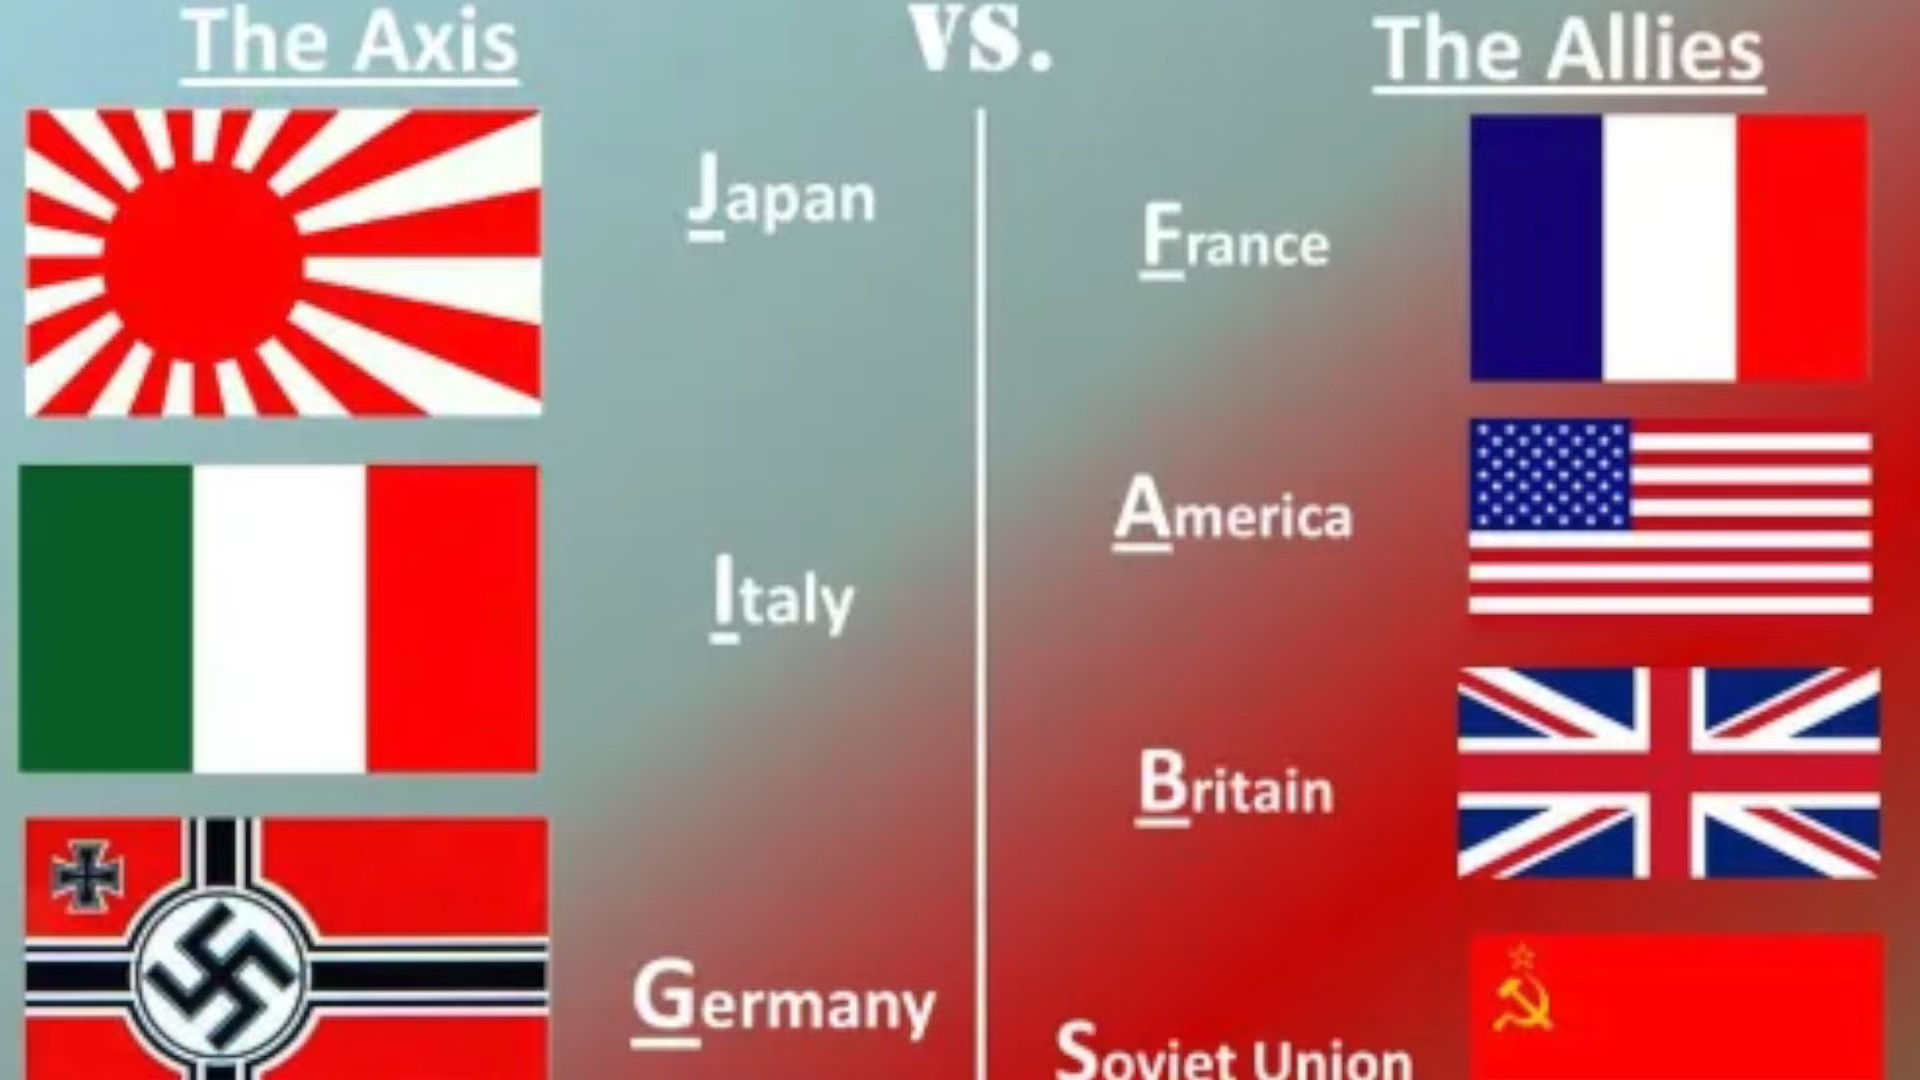 The Axis
vs.
The Allies
Japan
Italy
Germany
France
America
Britain
Soviet Union